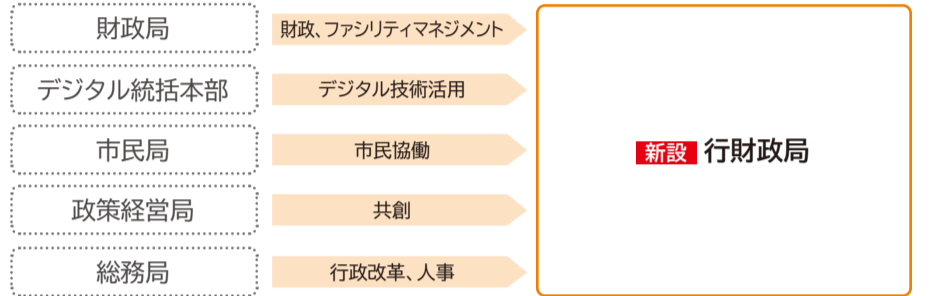 財政局
財政、ファシリティマネジメント
デジタル統括本部
デジタル技術活用
市民局
市民協働
新設 行財政局
政策経営局
共創
総務局
行政改革、人事